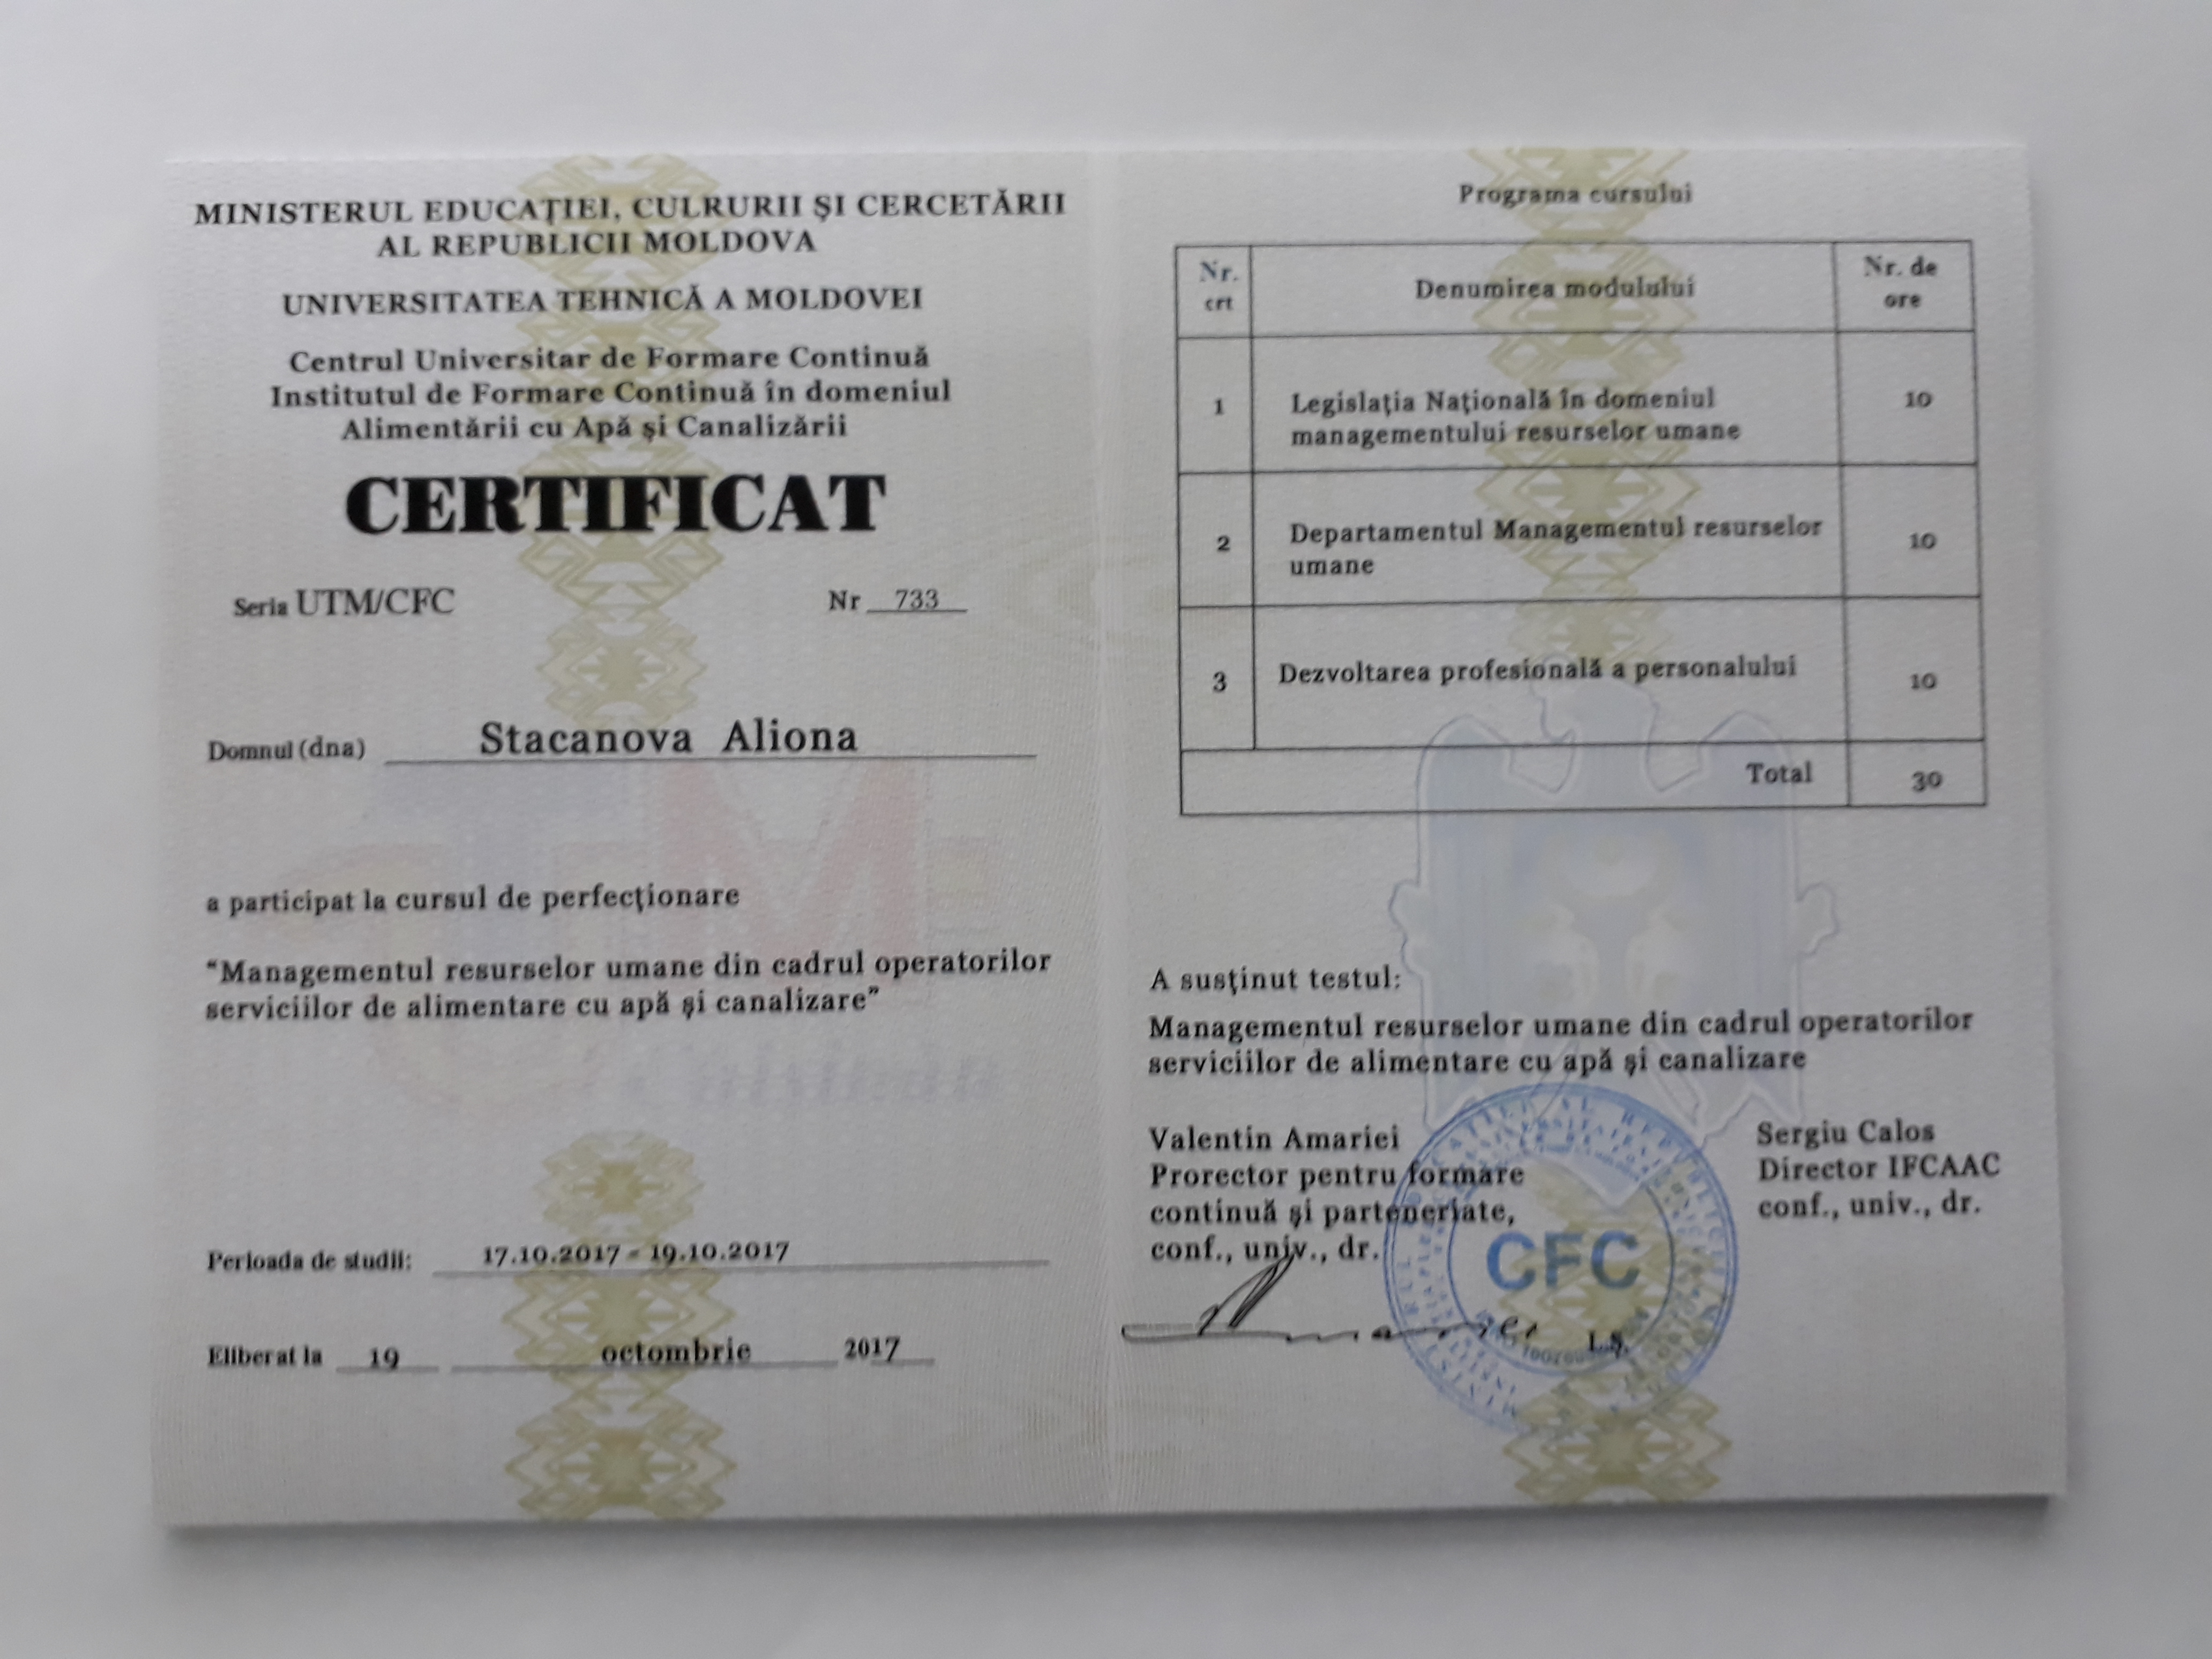 MINISTERUL EDUCAŢIEI, CULRURII ŞI CERCETĂRII
AL REPUBLICII MOLDOVA
UNIVERSITATEA TEHNICĂ A MOLDOVEI
Centrul Universitar de Formare Continuă
Institutul de Formare Continuă în domeniul
Alimentării cu Apă şi Canalizării
CERTIFICAT
Seria UTM/CFC Nr 733
Domnul (dna) Stacanova Aliona
a participat la cursul de perfecţionare
“Managementul resurselor umane din cadrul operatorilor
serviciilor de alimentare cu apă şi canalizare”
Perioada de studii: 17.10.2017 - 19.10.2017
Eliberat la 19 octombrie 2017
Programa cursului
Nr. crt Denumirea modulului Nr. de ore
1 Legislaţia Naţională în domeniul
managementului resurselor umane 10
2 Departamentul Managementul resurselor
umane 10
3 Dezvoltarea profesională a personalului 10
Total 30
A susţinut testul:
Managementul resurselor umane din cadrul operatorilor
serviciilor de alimentare cu apă şi canalizare
Valentin Amariei
Prorector pentru formare
continuă şi parteneriate,
conf., univ., dr.
Sergiu Calos
Director IFCAAC
conf., univ., dr.
CFC
L.Ş.